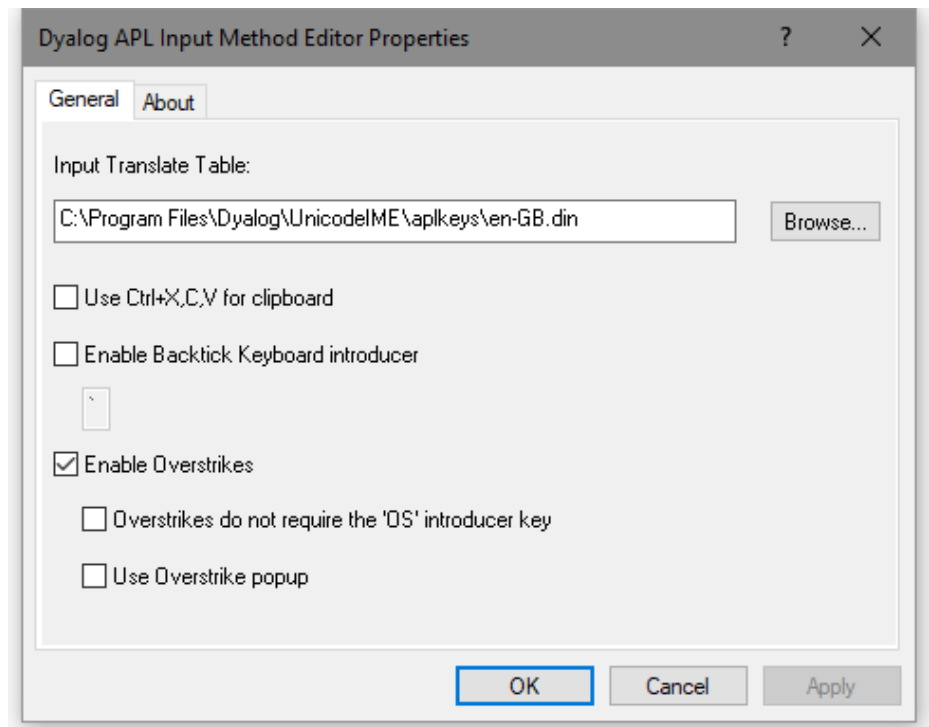 Dyalog APL Input Method Editor Properties ?
General About
Input Translate Table:
C:\Program Files\Dyalog\UnicodeIME\aplkeys\en-GB.din Browse...
Use Ctrl+X,C,V for clipboard
Enable Backtick Keyboard introducer
`
Enable Overstrikes
Overstrikes do not require the 'OS' introducer key
Use Overstrike popup
OK Cancel Apply